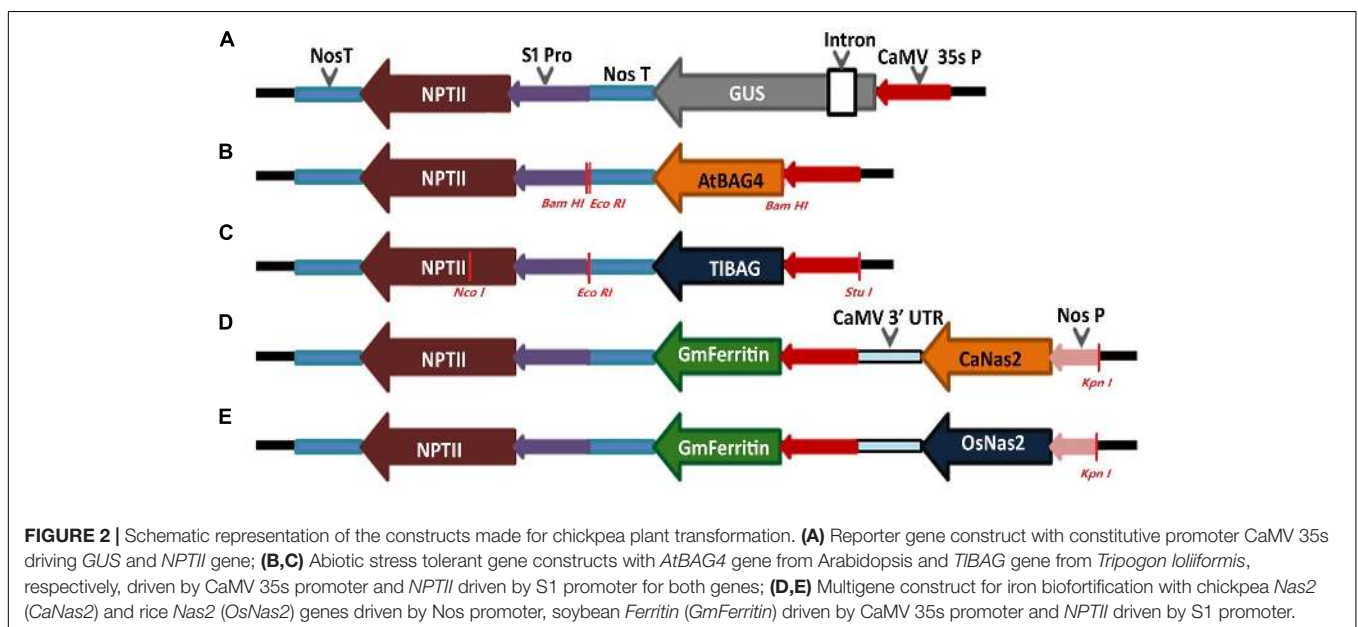 A
NosT
S1 Pro
Nos T
Intron
CaMV 35s P
NPTII
GUS
B
NPTII
AtBAG4
Bam HI
Eco RI
Bam HI
C
NPTII
TlBAG
Nco I
Eco RI
Stu I
D
CaMV 3' UTR
Nos P
NPTII
GmFerritin
CaNas2
Kpn I
E
NPTII
GmFerritin
OsNas2
Kpn I
FIGURE 2 | Schematic representation of the constructs made for chickpea plant transformation. (A) Reporter gene construct with constitutive promoter CaMV 35s
driving GUS and NPTII gene; (B,C) Abiotic stress tolerant gene constructs with AtBAG4 gene from Arabidopsis and TlBAG gene from Tripogon loliiformis,
respectively, driven by CaMV 35s promoter and NPTII driven by S1 promoter for both genes; (D,E) Multigene construct for iron biofortification with chickpea Nas2
(CaNas2) and rice Nas2 (OsNas2) genes driven by Nos promoter, soybean Ferritin (GmFerritin) driven by CaMV 35s promoter and NPTII driven by S1 promoter.